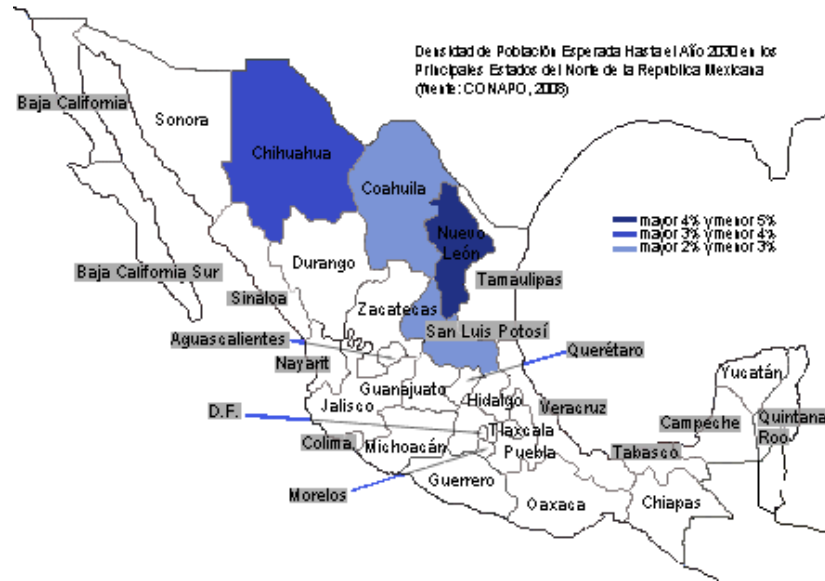 Densidad de Población Esperada Hasta el Año 2030 en los
Principales Estados del Norte de la Republica Mexicana
(fuente: CONAPO, 2008)
Baja California
Sonora
Chihuahua
Coahuila
mayor 4% y menor 5%
mayor 3% y menor 4%
mayor 2% y menor 3%
Nuevo
León
Durango
Baja California Sur
Tamaulipas
Sinaloa
Zacatecas
San Luis Potosí
Aguascalientes
Querétaro
Nayarit
Yucatán
Guanajuato
Hidalgo
Jalisco
Veracruz
D.F.
Campeche
Quintana
Roo
Tlaxcala
Colima
Michoacán
Puebla
Tabasco
Guerrero
Morelos
Oaxaca
Chiapas